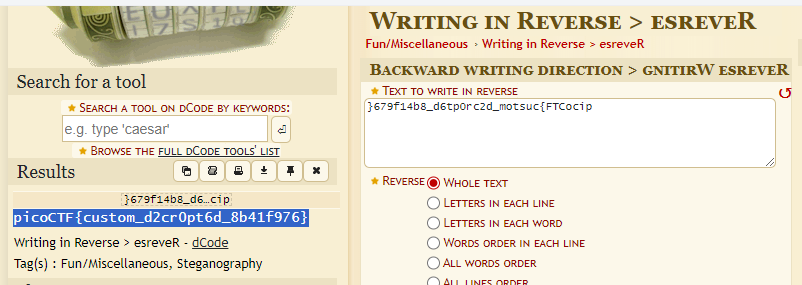 Search for a tool
★ Search a tool on dCode by keywords:
e.g. type 'caesar'
★ Browse the full dCode tools' list
Results
}679f14b8_d6…cip
picoCTF{custom_d2cr0pt6d_8b41f976}
Writing in Reverse > esreveR - dCode
Tag(s) : Fun/Miscellaneous, Steganography
Writing in Reverse > esreveR
Fun/Miscellaneous › Writing in Reverse > esreveR
Backward writing direction > gnitirW esreveR
★ Text to write in reverse
}679f14b8_d6tp0rc2d_motsuc{FTCocip
★ Reverse Whole text
Letters in each line
Letters in each word
Words order in each line
All words order
All lines order